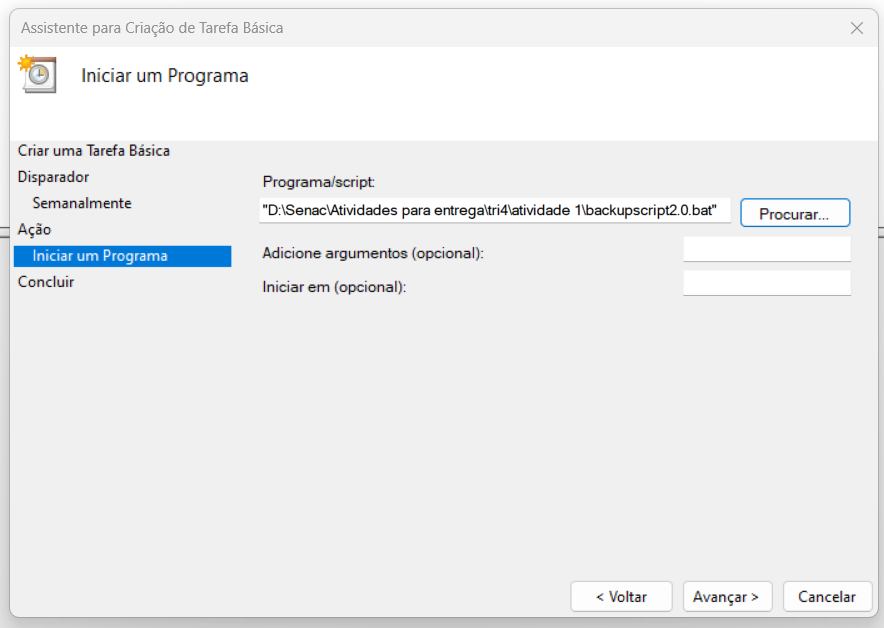 Assistente para Criação de Tarefa Básica
Iniciar um Programa
Criar uma Tarefa Básica
Disparador
Semanalmente
Ação
Iniciar um Programa
Concluir
Programa/script:
"D:\Senac\Atividades para entrega\tri4\atividade 1\backupscript2.0.bat"
Procurar...
Adicione argumentos (opcional):
Iniciar em (opcional):
< Voltar
Avançar >
Cancelar